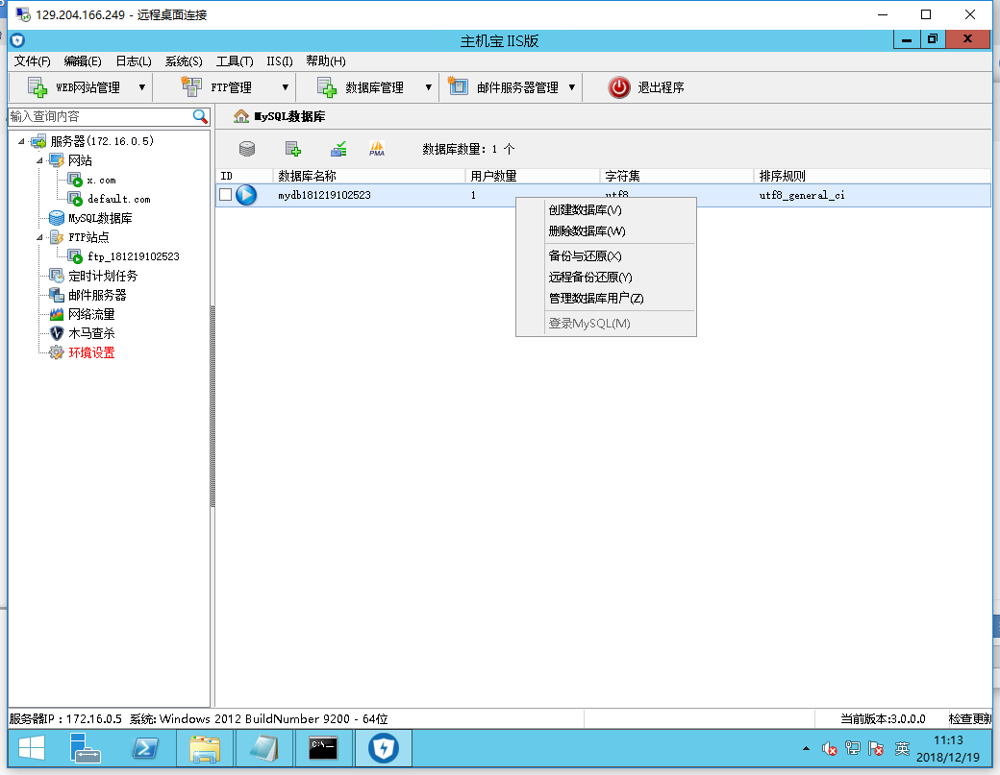 129.204.166.249 - 远程桌面连接
主机宝 IIS版
文件(F) 编辑(E) 日志(L) 系统(S) 工具(T) IIS(I) 帮助(H)
WEB网站管理 FTP管理 数据库管理 邮件服务器管理 退出程序
输入查询内容
MySQL数据库
服务器(172.16.0.5)
网站
x.com
default.com
MySQL数据库
FTP站点
ftp_181219102523
定时计划任务
邮件服务器
网络流量
木马查杀
环境设置
PMA 数据库数量: 1 个
ID 数据库名称 用户数量 字符集 排序规则
mydb181219102523 1 utf8 utf8_general_ci
创建数据库(V)
删除数据库(W)
备份与还原(X)
远程备份还原(Y)
管理数据库用户(Z)
登录MySQL(M)
服务器IP：172.16.0.5 系统: Windows 2012 BuildNumber 9200 - 64位 当前版本:3.0.0.0 检查更新
C:\_
英
11:13
2018/12/19